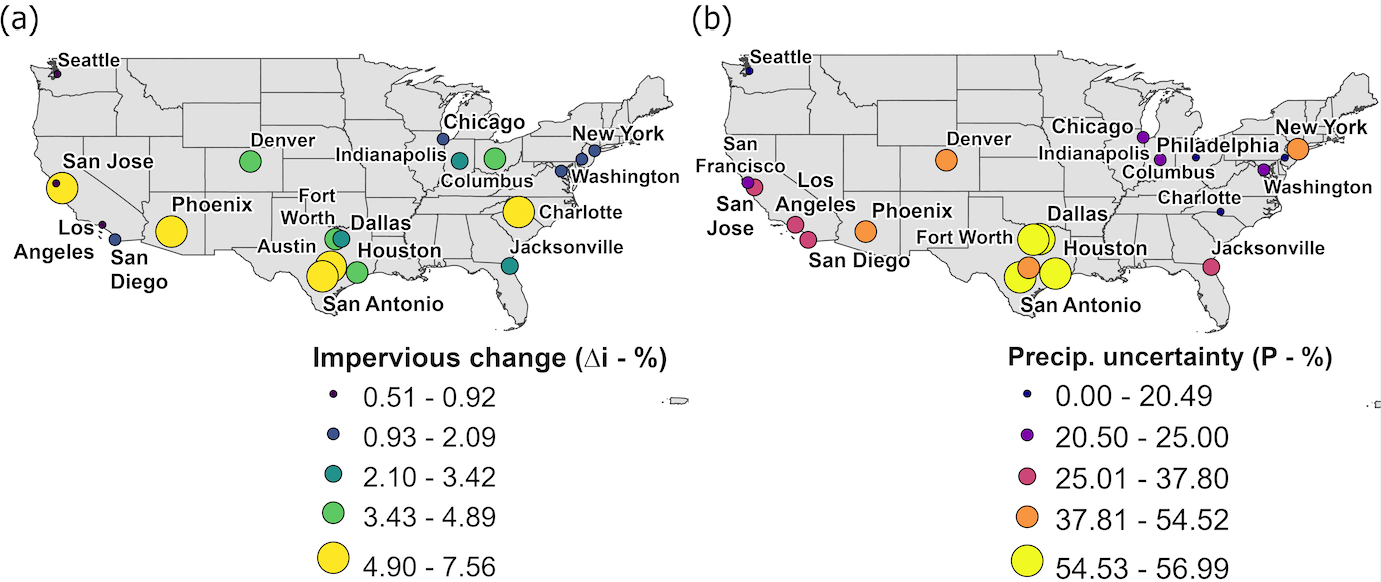 (a)
Seattle
Chicago
New York
Denver
Indianapolis
San Jose
Columbus
Washington
Fort
Worth
Phoenix
Dallas
Charlotte
Los
Angeles
Austin
Houston
Jacksonville
San
Diego
San Antonio
Impervious change (Δi - %)
0.51 - 0.92
0.93 - 2.09
2.10 - 3.42
3.43 - 4.89
4.90 - 7.56
(b)
Seattle
Chicago
New York
Denver
Philadelphia
San
Francisco
Indianapolis
Columbus
Washington
Los
Angeles
Charlotte
San
Jose
Phoenix
Dallas
Fort Worth
Houston
Jacksonville
San Diego
San Antonio
Precip. uncertainty (P - %)
0.00 - 20.49
20.50 - 25.00
25.01 - 37.80
37.81 - 54.52
54.53 - 56.99